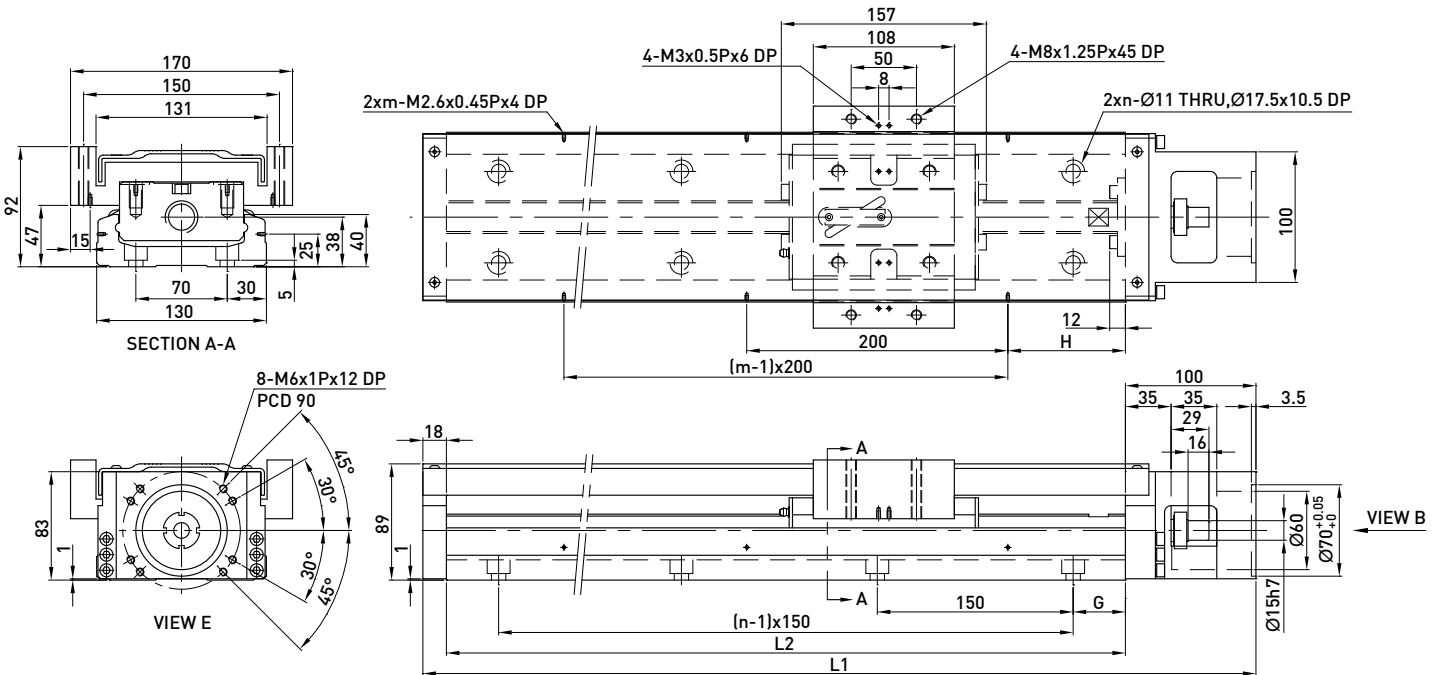 170
150
131
92
47
15
25
38
40
5
70
30
130
SECTION A-A
157
108
50
8
4-M3x0.5Px6 DP
4-M8x1.25Px45 DP
2xm-M2.6x0.45Px4 DP
2xn-Ø11 THRU,Ø17.5x10.5 DP
100
12
200
H
(m-1)x200
8-M6x1Px12 DP
PCD 90
45°
30°
30°
45°
83
1
VIEW E
18
89
1
A
A
150
G
(n-1)x150
L2
L1
100
35
35
3.5
29
16
Ø60
Ø70 +0.05 +0
Ø15h7
VIEW B